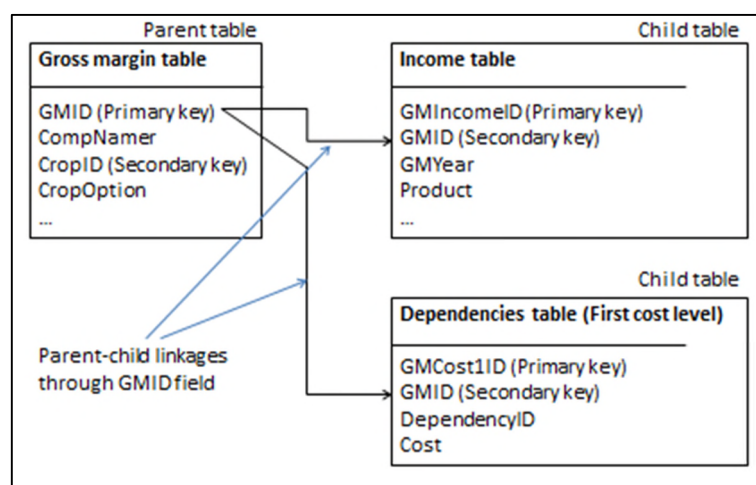 Parent table
Gross margin table
GMID (Primary key)
CompNamer
CropID (Secondary key)
CropOption
...
Child table
Income table
GMIncomeID (Primary key)
GMID (Secondary key)
GMYear
Product
...
Child table
Dependencies table (First cost level)
GMCost1ID (Primary key)
GMID (Secondary key)
DependencyID
Cost
Parent-child linkages
through GMID field